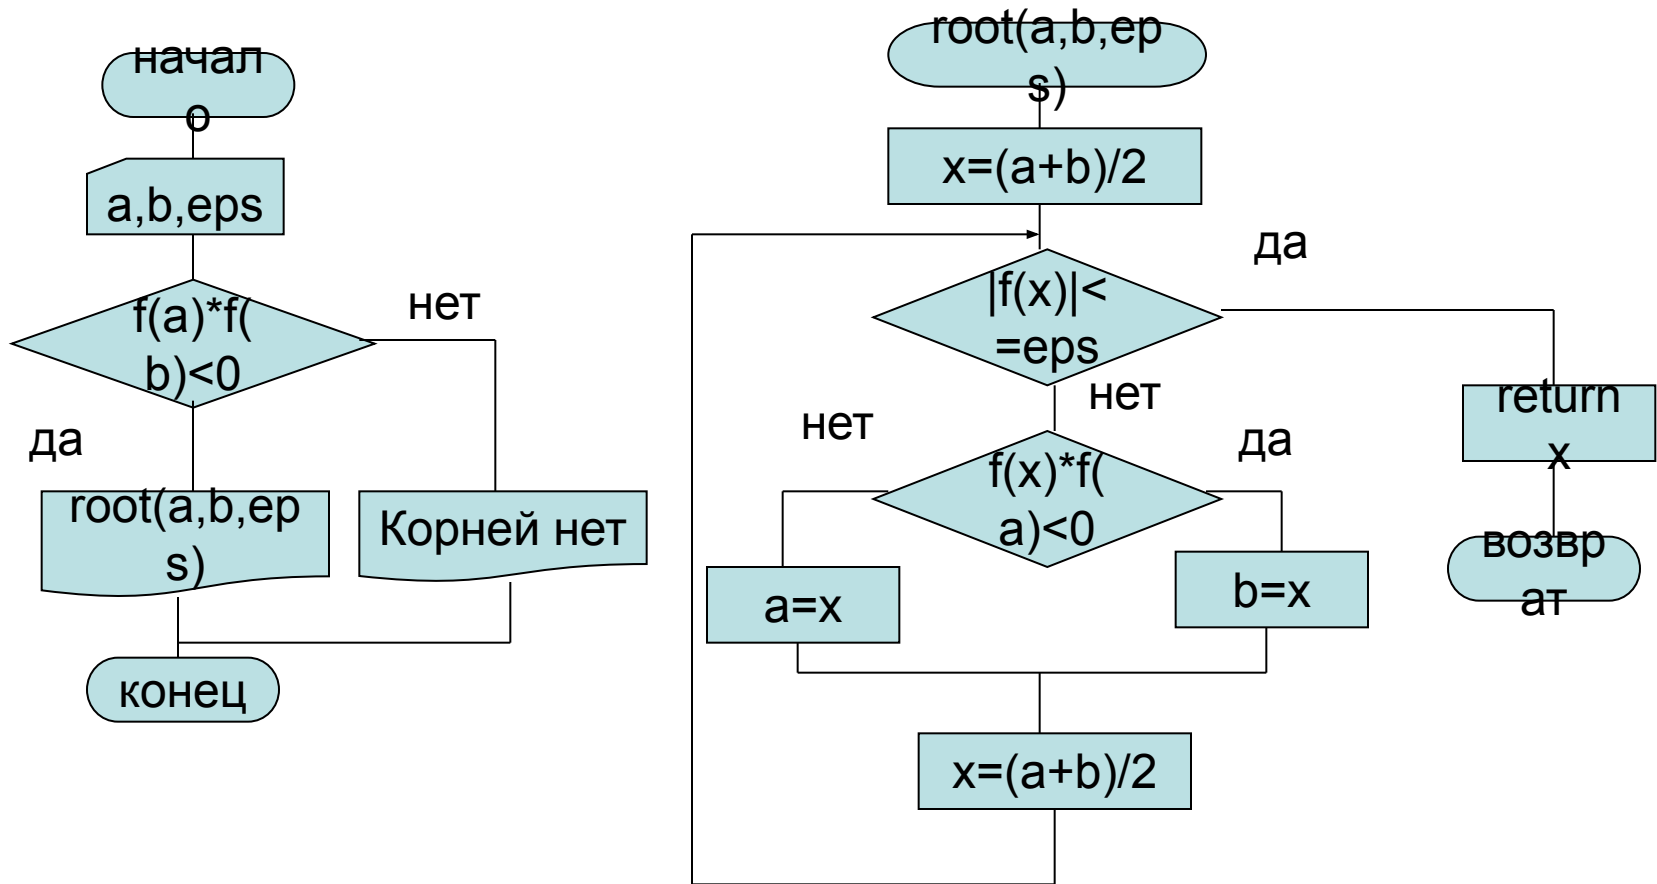 начал
о
a,b,eps
f(a)*f(
b)<0
нет
да
root(a,b,ep
s)
Корней нет
конец
root(a,b,ep
s)
x=(a+b)/2
|f(x)|<
=eps
да
нет
return
x
возвр
ат
f(x)*f(
a)<0
нет
да
a=x
b=x
x=(a+b)/2